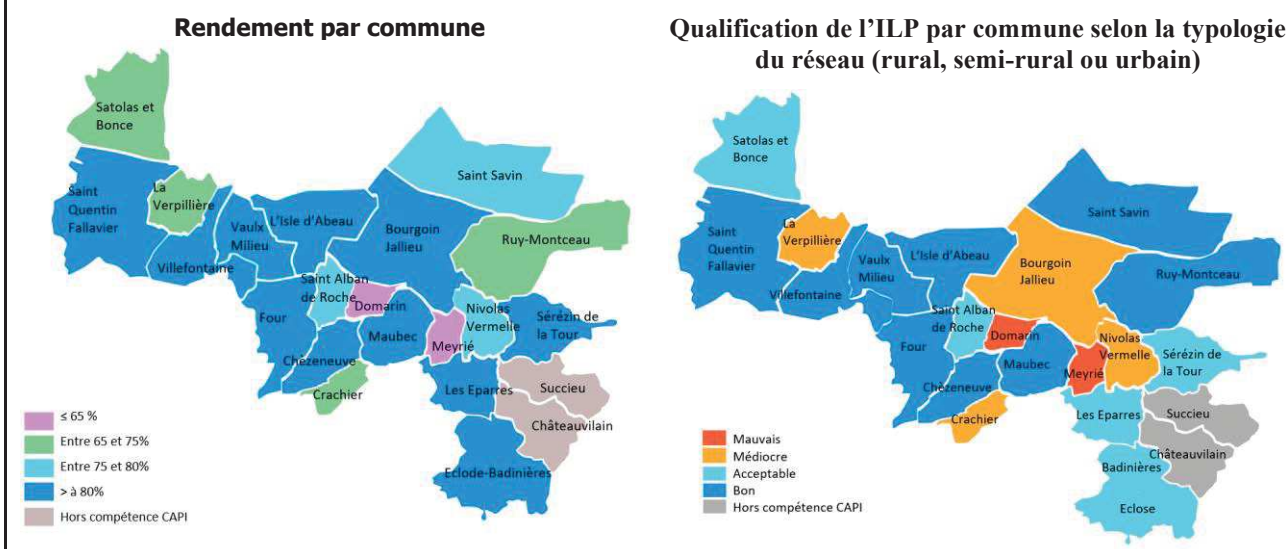 Rendement par commune
Satolas et
Bonce
Saint
Quentin
Fallavier
La
Verpillière
Villefontaine
Vaulx
Milieu
L'Isle d'Abeau
Bourgoin
Jallieu
Saint Savin
Ruy-Montceau
Saint Alban
de Roche
Domarin
Four
Maubec
Meyrié
Nivolas
Vermelle
Sérézin de
la Tour
Chèzeneuve
Crachier
Les Eparres
Succieu
Châteauvilain
Eclode-Badinières
≤ 65 %
Entre 65 et 75%
Entre 75 et 80%
> à 80%
Hors compétence CAPI
Qualification de l'ILP par commune selon la typologie
du réseau (rural, semi-rural ou urbain)
Satolas et
Bonce
Saint
Quentin
Fallavier
La
Verpillière
Villefontaine
Vaulx
Milieu
L'Isle d'Abeau
Bourgoin
Jallieu
Saint Savin
Ruy-Montceau
Saint Alban
de Roche
Domarin
Four
Maubec
Meyrié
Nivolas
Vermelle
Sérézin de
la Tour
Chèzeneuve
Crachier
Les Eparres
Succieu
Châteauvilain
Badinières
Eclose
Mauvais
Médiocre
Acceptable
Bon
Hors compétence CAPI